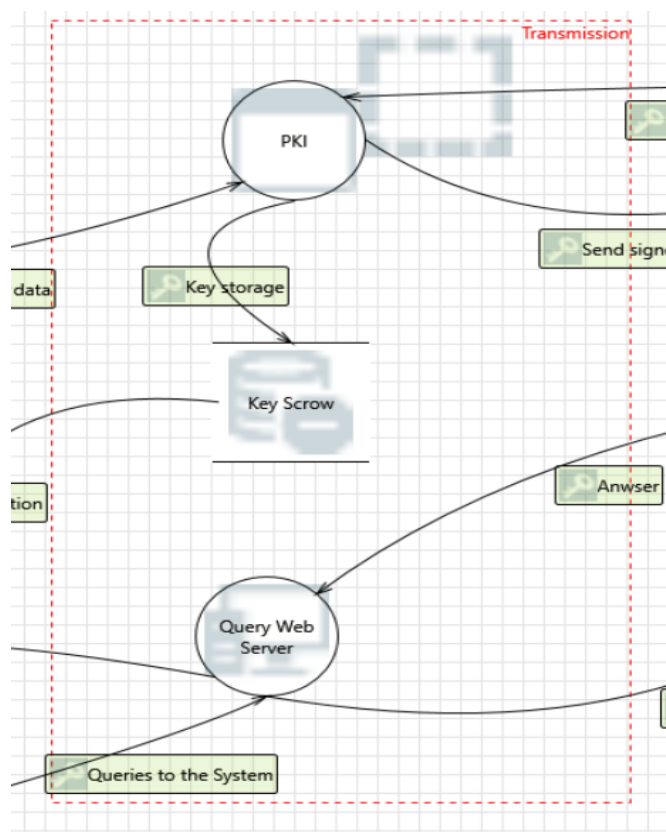 Transmission
PKI
Send signe
data
Key storage
Key Scrow
Anwser
tion
Query Web
Server
Queries to the System